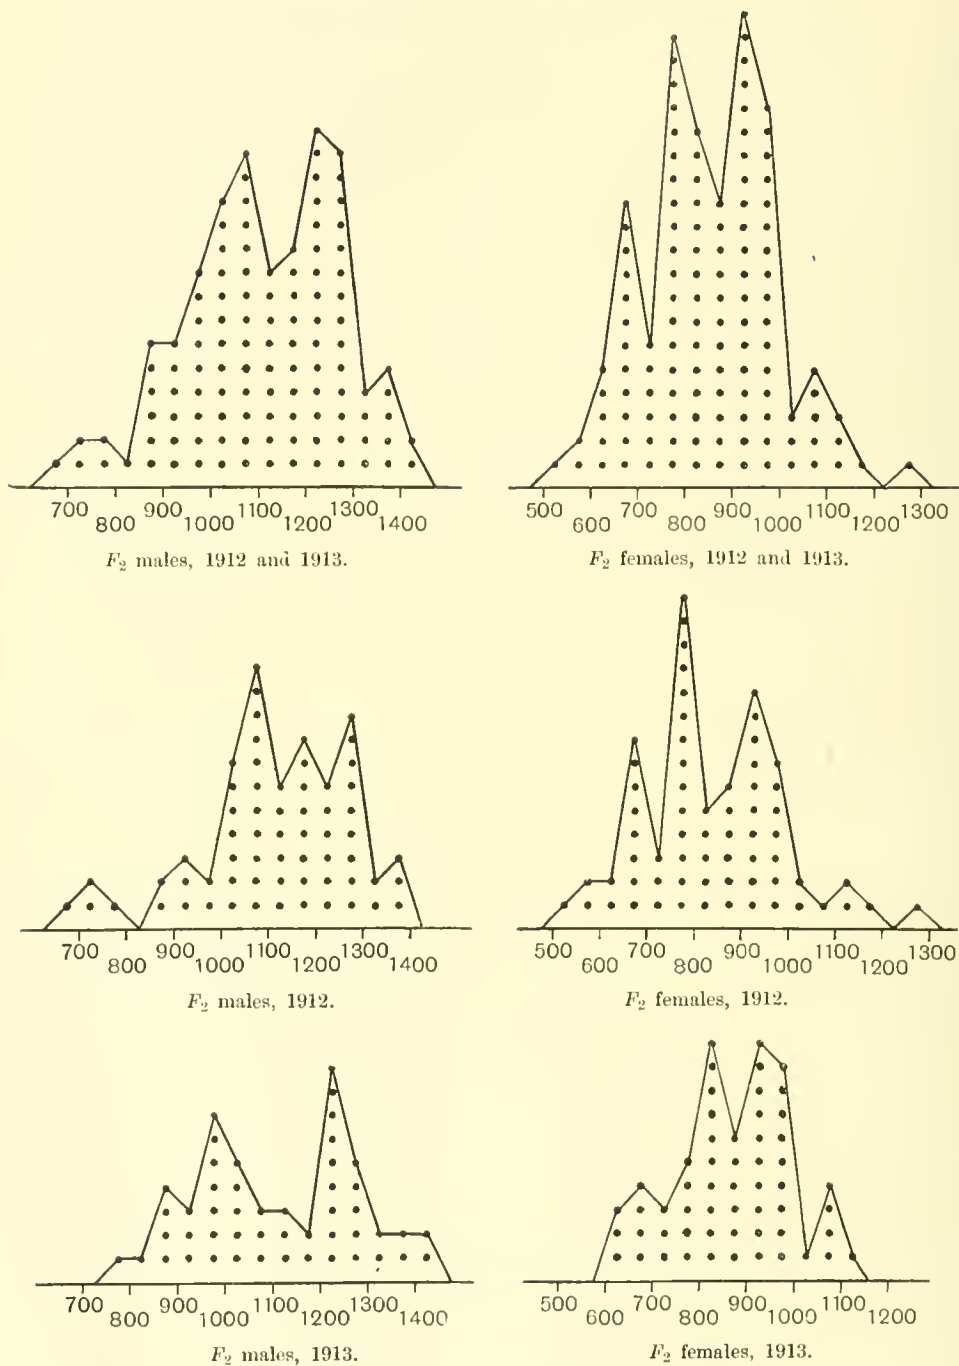 700 900 1100 1300
800 1000 1200 1400
F₂ males, 1912 and 1913.
500 700 900 1100 1300
600 800 1000 1200
F₂ females, 1912 and 1913.
700 900 1100 1300
800 1000 1200 1400
F₂ males, 1912.
500 700 900 1100 1300
600 800 1000 1200
F₂ females, 1912.
700 900 1100 1300
800 1000 1200 1400
F₂ males, 1913.
500 700 900 1100
600 800 1000 1200
F₂ females, 1913.